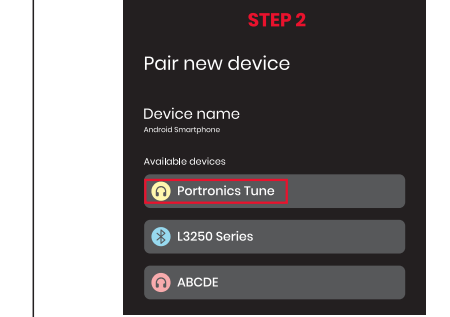 STEP 2
Pair new device
Device name
Android Smartphone
Available devices
Portronics Tune
L3250 Series
ABCDE